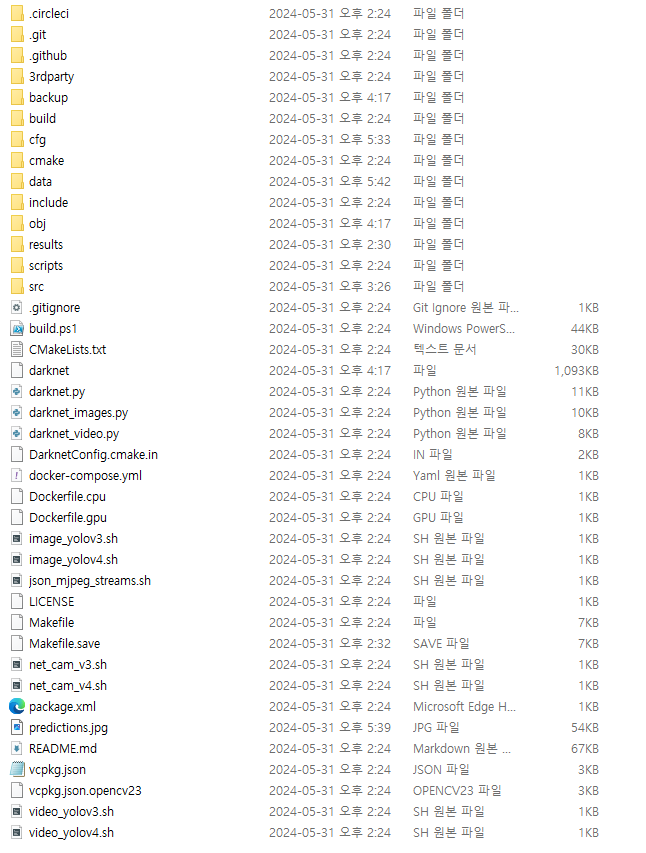 .circleci 2024-05-31 오후 2:24 파일 폴더
.git 2024-05-31 오후 2:24 파일 폴더
.github 2024-05-31 오후 2:24 파일 폴더
3rdparty 2024-05-31 오후 2:24 파일 폴더
backup 2024-05-31 오후 4:17 파일 폴더
build 2024-05-31 오후 2:24 파일 폴더
cfg 2024-05-31 오후 5:33 파일 폴더
cmake 2024-05-31 오후 2:24 파일 폴더
data 2024-05-31 오후 5:42 파일 폴더
include 2024-05-31 오후 2:24 파일 폴더
obj 2024-05-31 오후 4:17 파일 폴더
results 2024-05-31 오후 2:30 파일 폴더
scripts 2024-05-31 오후 2:24 파일 폴더
src 2024-05-31 오후 3:26 파일 폴더
.gitignore 2024-05-31 오후 2:24 Git Ignore 원본 파... 1KB
build.ps1 2024-05-31 오후 2:24 Windows PowerS... 44KB
CMakeLists.txt 2024-05-31 오후 2:24 텍스트 문서 30KB
darknet 2024-05-31 오후 4:17 파일 1,093KB
darknet.py 2024-05-31 오후 2:24 Python 원본 파일 11KB
darknet_images.py 2024-05-31 오후 2:24 Python 원본 파일 10KB
darknet_video.py 2024-05-31 오후 2:24 Python 원본 파일 8KB
DarknetConfig.cmake.in 2024-05-31 오후 2:24 IN 파일 2KB
docker-compose.yml 2024-05-31 오후 2:24 Yaml 원본 파일 1KB
Dockerfile.cpu 2024-05-31 오후 2:24 CPU 파일 1KB
Dockerfile.gpu 2024-05-31 오후 2:24 GPU 파일 1KB
image_yolov3.sh 2024-05-31 오후 2:24 SH 원본 파일 1KB
image_yolov4.sh 2024-05-31 오후 2:24 SH 원본 파일 1KB
json_mjpeg_streams.sh 2024-05-31 오후 2:24 SH 원본 파일 1KB
LICENSE 2024-05-31 오후 2:24 파일 1KB
Makefile 2024-05-31 오후 2:24 파일 7KB
Makefile.save 2024-05-31 오후 2:32 SAVE 파일 7KB
net_cam_v3.sh 2024-05-31 오후 2:24 SH 원본 파일 1KB
net_cam_v4.sh 2024-05-31 오후 2:24 SH 원본 파일 1KB
package.xml 2024-05-31 오후 2:24 Microsoft Edge H... 1KB
predictions.jpg 2024-05-31 오후 5:39 JPG 파일 54KB
README.md 2024-05-31 오후 2:24 Markdown 원본 ... 67KB
vcpkg.json 2024-05-31 오후 2:24 JSON 파일 3KB
vcpkg.json.opencv23 2024-05-31 오후 2:24 OPENCV23 파일 3KB
video_yolov3.sh 2024-05-31 오후 2:24 SH 원본 파일 1KB
video_yolov4.sh 2024-05-31 오후 2:24 SH 원본 파일 1KB